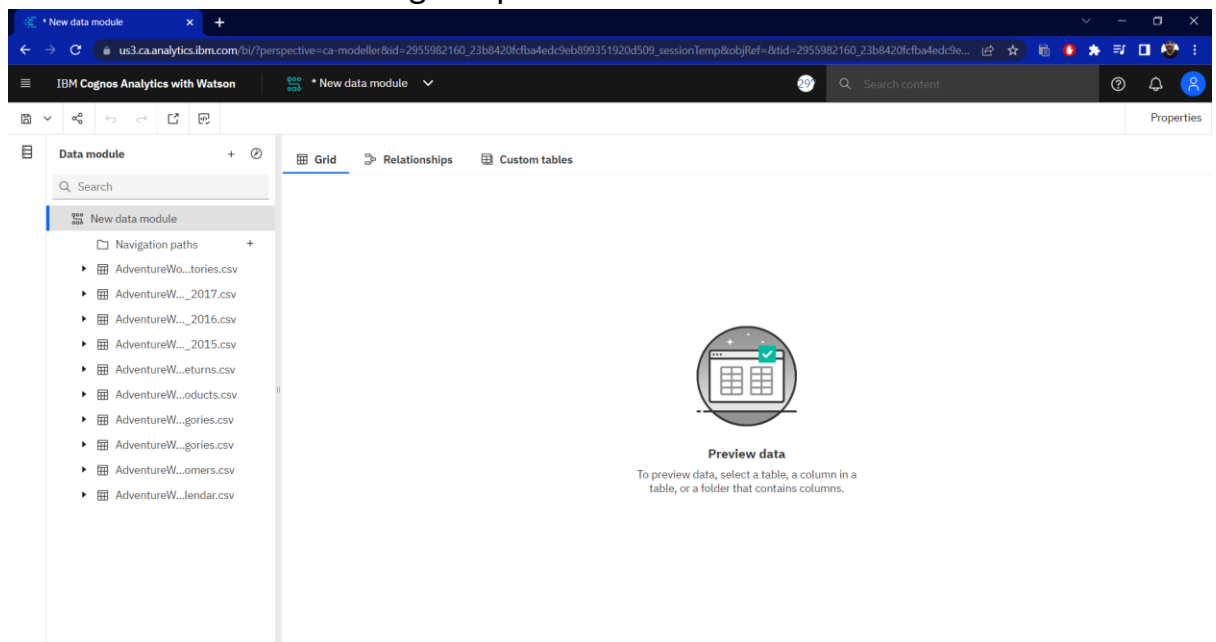 * New data module
us3.ca.analytics.ibm.com/bi/?perspective=ca-modeller&id=2955982160_23b8420fcfba4edc9eb899351920d509_sessionTemp&objRef=&tid=2955982160_23b8420fcfba4edc9e...
IBM Cognos Analytics with Watson
* New data module
Search content
Properties
Data module
Search
New data module
Navigation paths
AdventureWo...tories.csv
AdventureW..._2017.csv
AdventureW..._2016.csv
AdventureW..._2015.csv
AdventureW...eturns.csv
AdventureW...oducts.csv
AdventureW...gories.csv
AdventureW...gories.csv
AdventureW...omers.csv
AdventureW...lendar.csv
Grid
Relationships
Custom tables
Preview data
To preview data, select a table, a column in a
table, or a folder that contains columns.